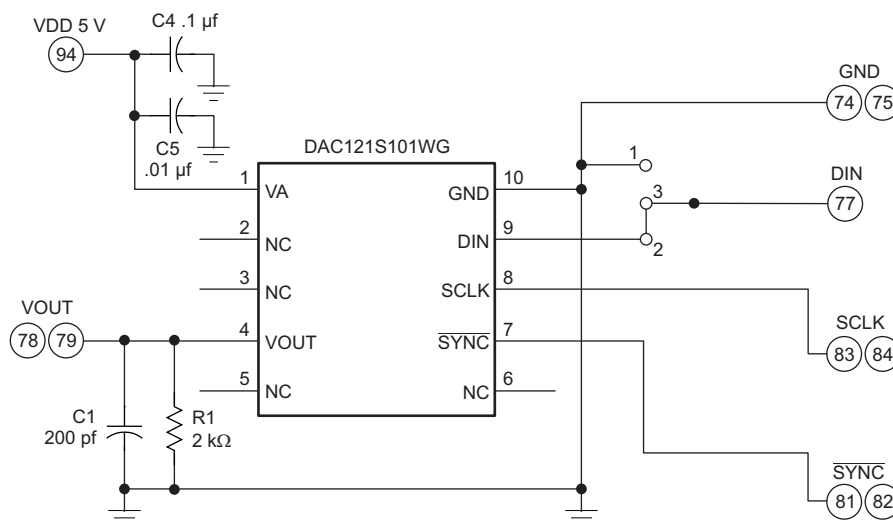 VDD 5 V
94
C4 .1 µf
C5
.01 µf
DAC121S101WG
1
VA
2
NC
3
NC
4
VOUT
5
NC
10
GND
9
DIN
8
SCLK
7
SYNC
6
NC
VOUT
78 79
C1
200 pf
R1
2 kΩ
1
3
2
GND
74 75
DIN
77
SCLK
83 84
SYNC
81 82